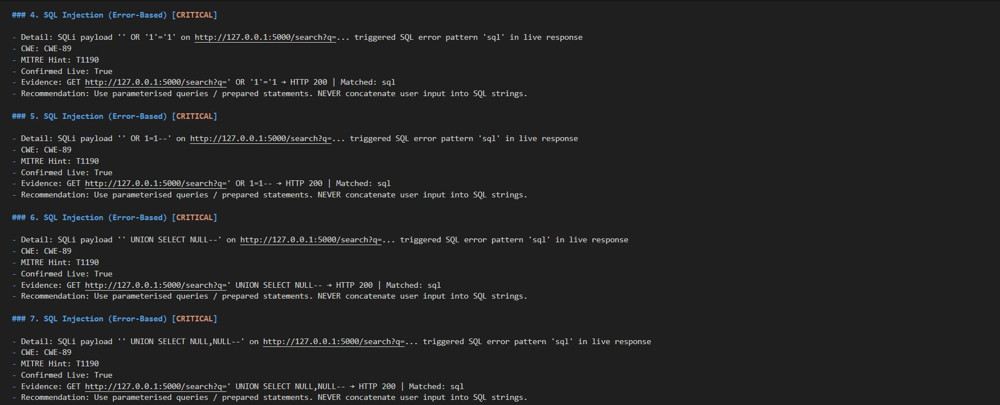 ### 4. SQL Injection (Error-Based) [CRITICAL]
- Detail: SQLi payload '' OR '1'='1' on http://127.0.0.1:5000/search?q=... triggered SQL error pattern 'sql' in live response
- CWE: CWE-89
- MITRE Hint: T1190
- Confirmed Live: True
- Evidence: GET http://127.0.0.1:5000/search?q=' OR '1'='1 → HTTP 200 | Matched: sql
- Recommendation: Use parameterised queries / prepared statements. NEVER concatenate user input into SQL strings.
### 5. SQL Injection (Error-Based) [CRITICAL]
- Detail: SQLi payload '' OR 1=1--' on http://127.0.0.1:5000/search?q=... triggered SQL error pattern 'sql' in live response
- CWE: CWE-89
- MITRE Hint: T1190
- Confirmed Live: True
- Evidence: GET http://127.0.0.1:5000/search?q=' OR 1=1-- → HTTP 200 | Matched: sql
- Recommendation: Use parameterised queries / prepared statements. NEVER concatenate user input into SQL strings.
### 6. SQL Injection (Error-Based) [CRITICAL]
- Detail: SQLi payload '' UNION SELECT NULL--' on http://127.0.0.1:5000/search?q=... triggered SQL error pattern 'sql' in live response
- CWE: CWE-89
- MITRE Hint: T1190
- Confirmed Live: True
- Evidence: GET http://127.0.0.1:5000/search?q=' UNION SELECT NULL-- → HTTP 200 | Matched: sql
- Recommendation: Use parameterised queries / prepared statements. NEVER concatenate user input into SQL strings.
### 7. SQL Injection (Error-Based) [CRITICAL]
- Detail: SQLi payload '' UNION SELECT NULL,NULL--' on http://127.0.0.1:5000/search?q=... triggered SQL error pattern 'sql' in live response
- CWE: CWE-89
- MITRE Hint: T1190
- Confirmed Live: True
- Evidence: GET http://127.0.0.1:5000/search?q=' UNION SELECT NULL,NULL-- → HTTP 200 | Matched: sql
- Recommendation: Use parameterised queries / prepared statements. NEVER concatenate user input into SQL strings.